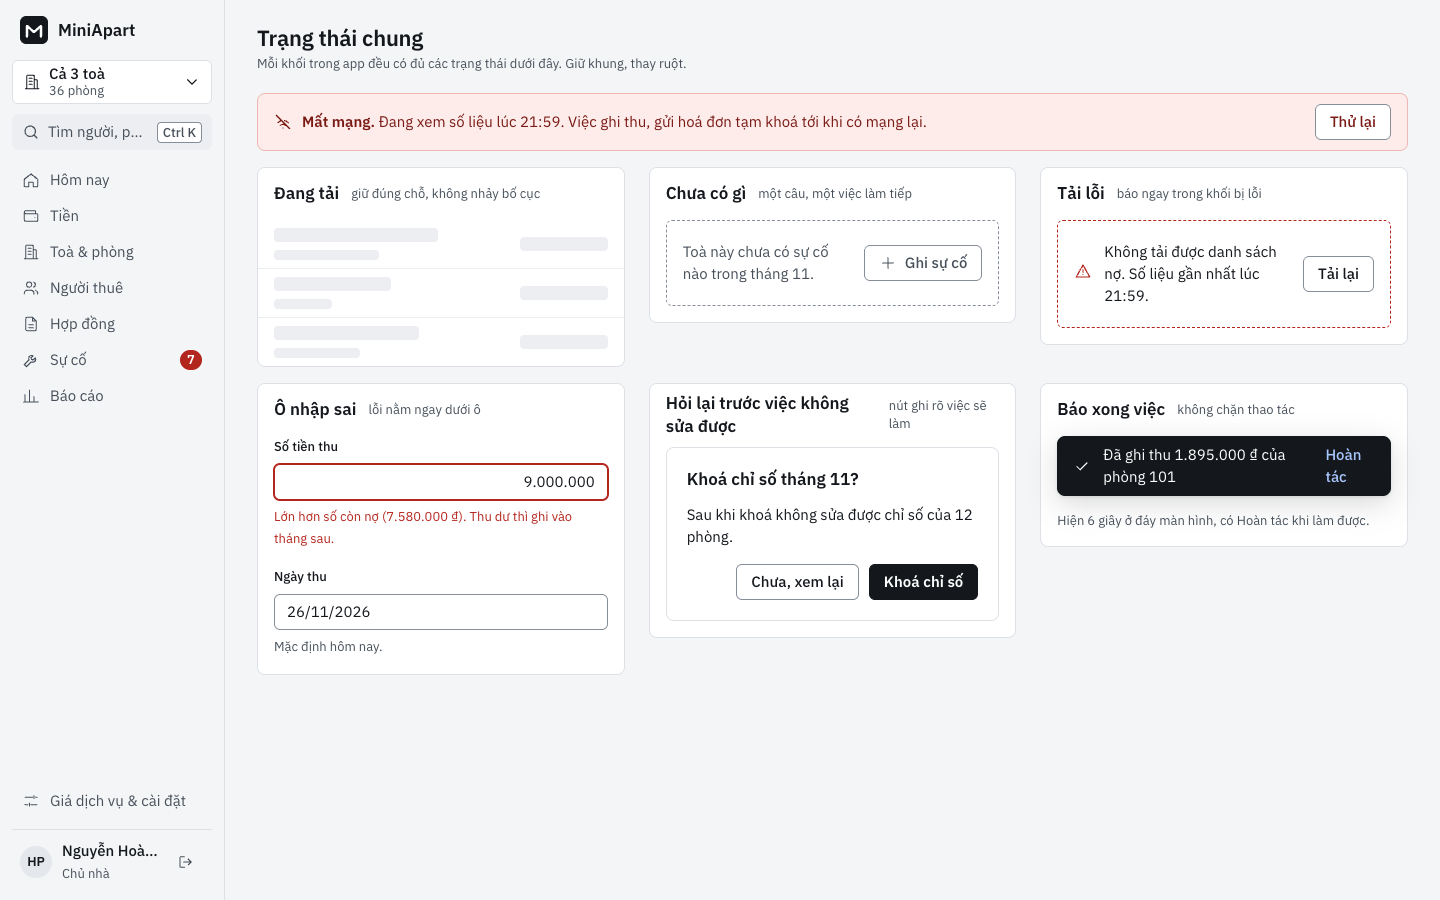 MiniApart
Cả 3 toà
36 phòng
Tìm người, p... Ctrl K
Hôm nay
Tiền
Toà & phòng
Người thuê
Hợp đồng
Sự cố 7
Báo cáo
Giá dịch vụ & cài đặt
HP
Nguyễn Hoà...
Chủ nhà
Trạng thái chung
Mỗi khối trong app đều có đủ các trạng thái dưới đây. Giữ khung, thay ruột.
Mất mạng. Đang xem số liệu lúc 21:59. Việc ghi thu, gửi hoá đơn tạm khoá tới khi có mạng lại.
Thử lại
Đang tải giữ đúng chỗ, không nhảy bố cục
Chưa có gì một câu, một việc làm tiếp
Toà này chưa có sự cố
nào trong tháng 11.
Ghi sự cố
Tải lỗi báo ngay trong khối bị lỗi
Không tải được danh sách
nợ. Số liệu gần nhất lúc
21:59.
Tải lại
Ô nhập sai lỗi nằm ngay dưới ô
Số tiền thu
9.000.000
Lớn hơn số còn nợ (7.580.000 ₫). Thu dư thì ghi vào
tháng sau.
Ngày thu
26/11/2026
Mặc định hôm nay.
Hỏi lại trước việc không
sửa được
nút ghi rõ việc sẽ
làm
Khoá chỉ số tháng 11?
Sau khi khoá không sửa được chỉ số của 12
phòng.
Chưa, xem lại
Khoá chỉ số
Báo xong việc không chặn thao tác
Đã ghi thu 1.895.000 ₫ của
phòng 101
Hoàn
tác
Hiện 6 giây ở đáy màn hình, có Hoàn tác khi làm được.